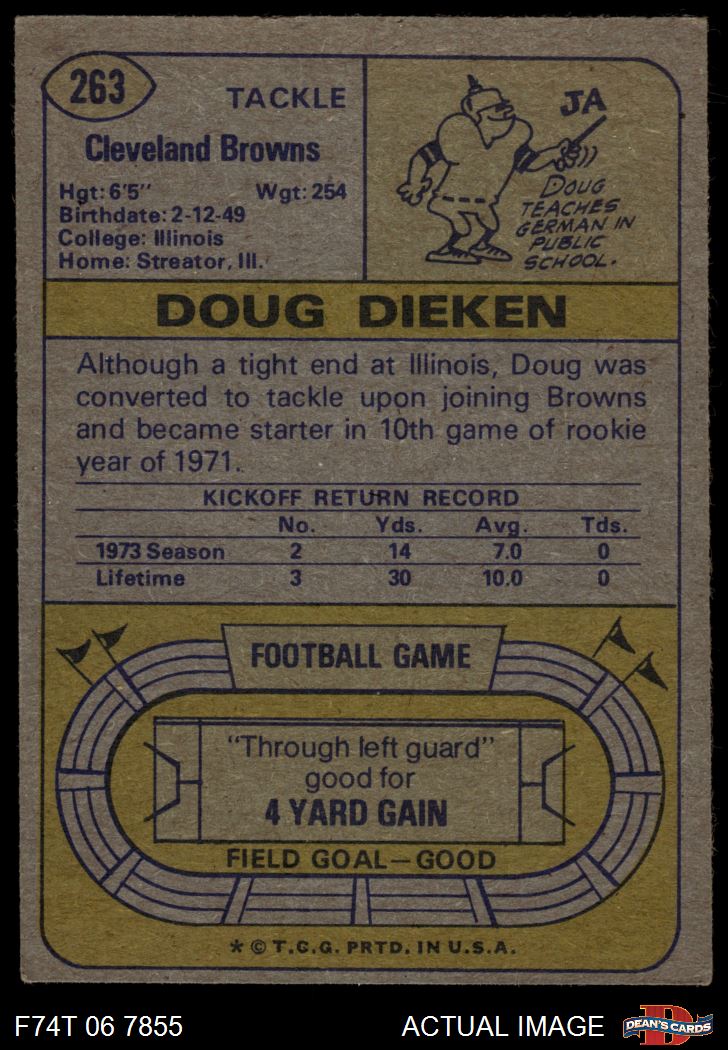 263
TACKLE
Cleveland Browns
Hgt: 6'5" Wgt: 254
Birthdate: 2-12-49
College: Illinois
Home: Streator, Ill.
JA
DOUG
TEACHES
GERMAN IN
PUBLIC
SCHOOL.
DOUG DIEKEN
Although a tight end at Illinois, Doug was
converted to tackle upon joining Browns
and became starter in 10th game of rookie
year of 1971.
KICKOFF RETURN RECORD
No. Yds. Avg. Tds.
1973 Season 2 14 7.0 0
Lifetime 3 30 10.0 0
FOOTBALL GAME
"Through left guard"
good for
4 YARD GAIN
FIELD GOAL—GOOD
* © T.C.G. PRTD. IN U.S.A.
F74T 06 7855 ACTUAL IMAGE
D
DEAN'S CARDS